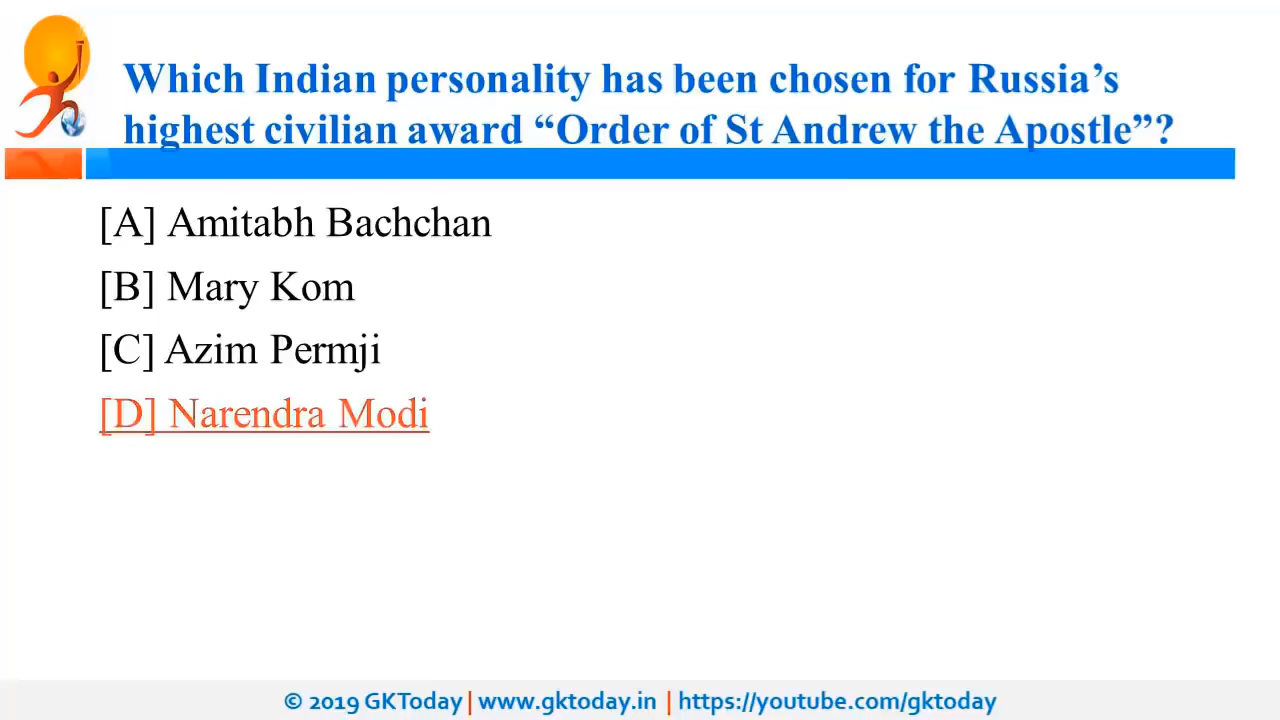 Which Indian personality has been chosen for Russia’s
highest civilian award “Order of St Andrew the Apostle”?
[A] Amitabh Bachchan
[B] Mary Kom
[C] Azim Permji
[D] Narendra Modi
© 2019 GKToday | www.gktoday.in | https://youtube.com/gktoday